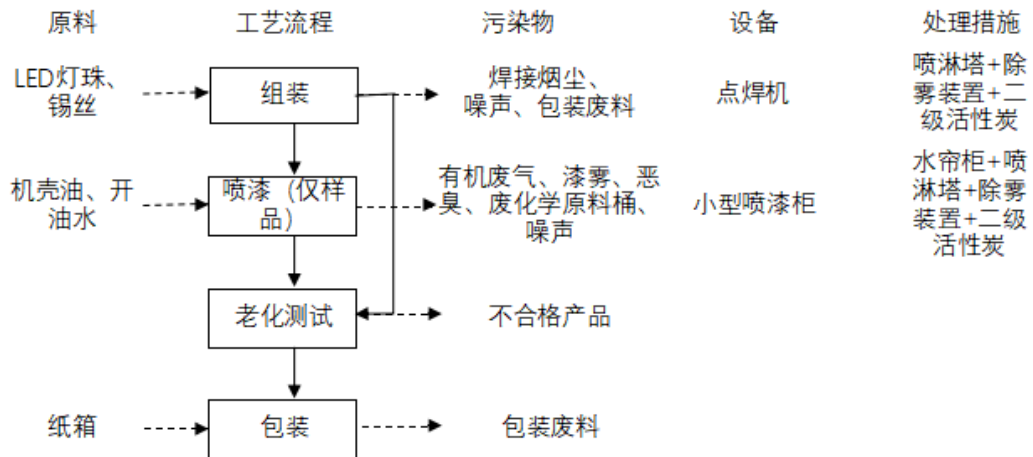 原料 工艺流程 污染物 设备 处理措施
LED灯珠、
锡丝
组装
焊接烟尘、
噪声、包装废料
点焊机
喷淋塔+除
雾装置+二
级活性炭
机壳油、开
油水
喷漆（仅样
品）
有机废气、漆雾、恶
臭、废化学原料桶、
噪声
小型喷漆柜
水帘柜+喷
淋塔+除雾
装置+二级
活性炭
老化测试
不合格产品
纸箱
包装
包装废料